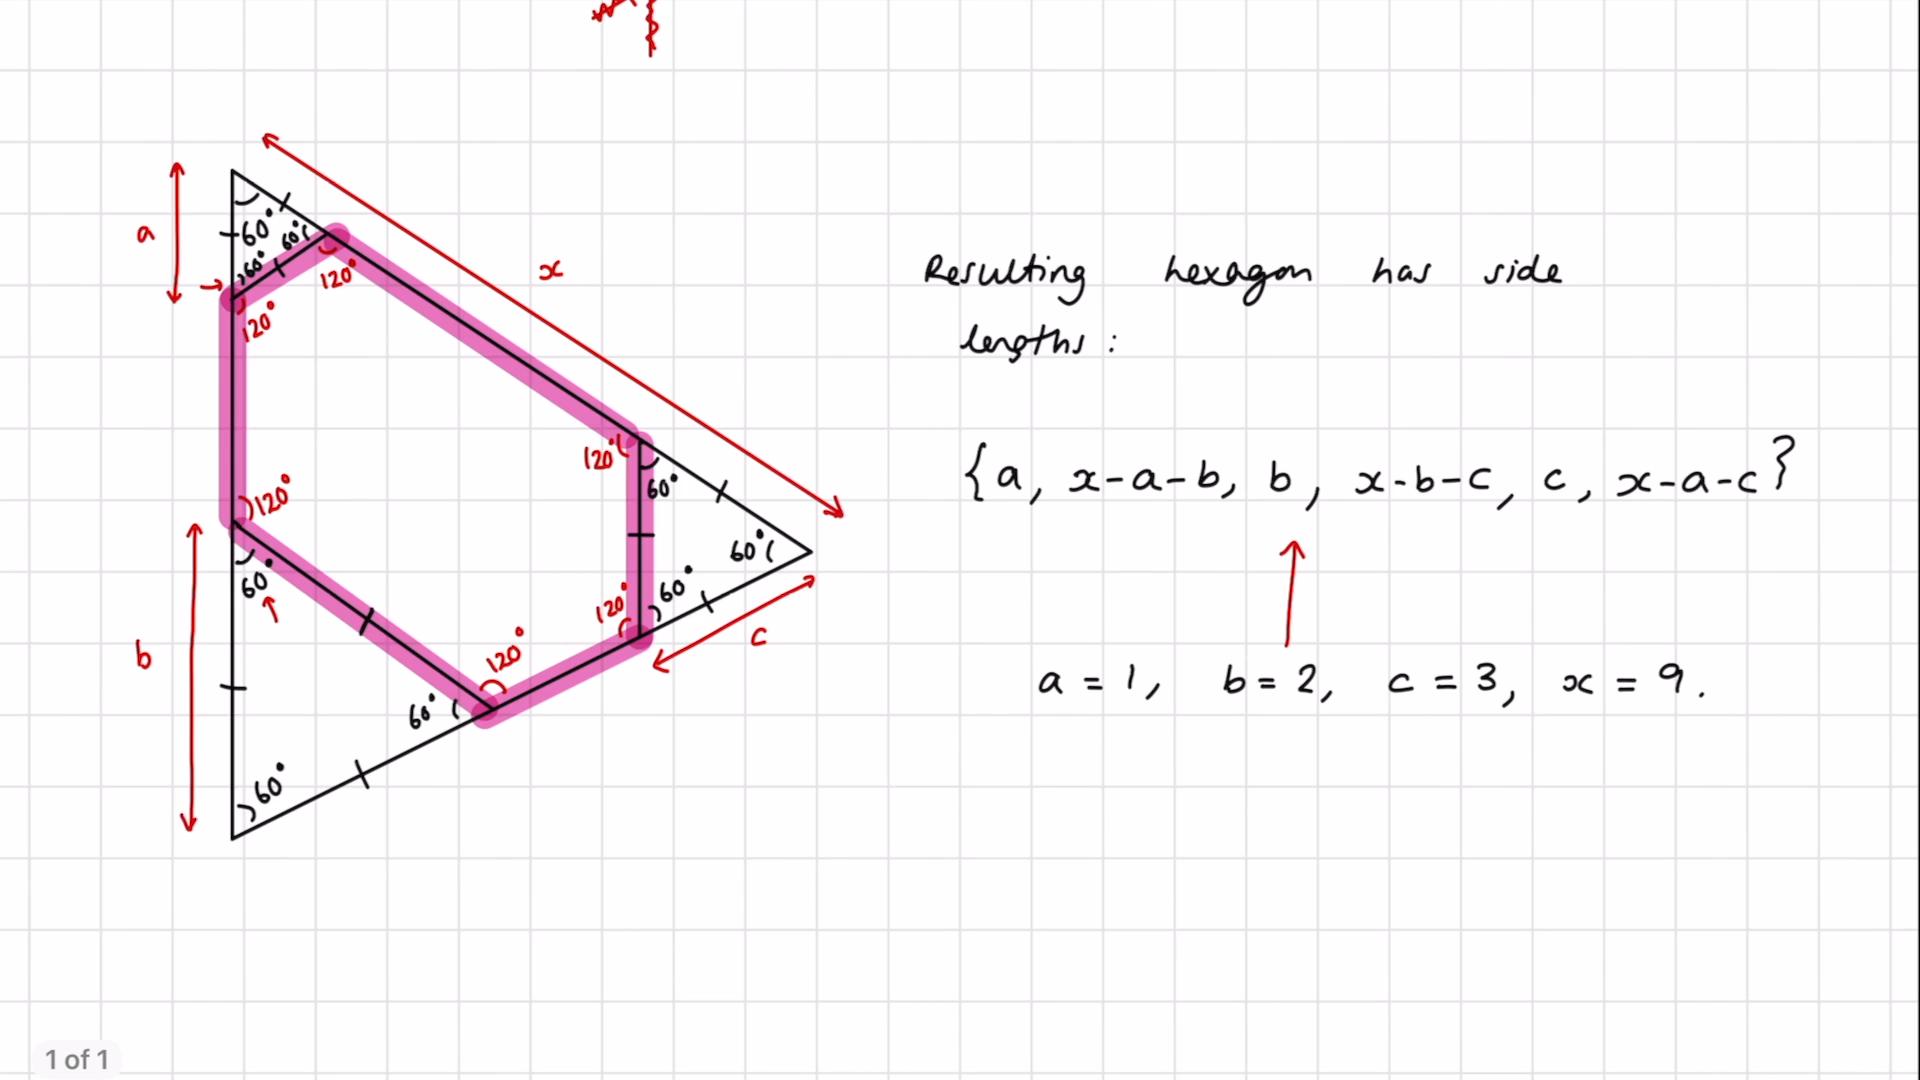 x
a
60°
60°
60°
120°
120°
120°
60°
120°
60°
60°
60°
120°
120°
c
b
60°
60°
Resulting hexagon has side
lengths :
{a, x-a-b, b, x-b-c, c, x-a-c}
a = 1, b = 2, c = 3, x = 9.
1 of 1